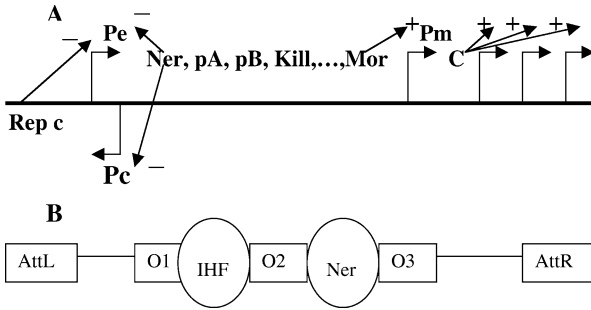 A
− Pe − + Pm + + +
Ner, pA, pB, Kill,…,Mor C
Rep c
Pc −
B
AttL O1 IHF O2 Ner O3 AttR